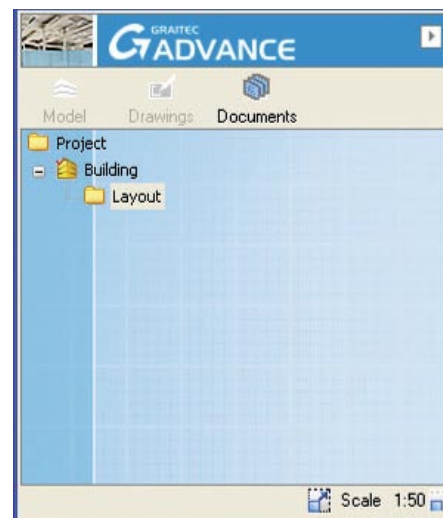 GRAITEC
ADVANCE
Model Drawings Documents
Project
Building
Layout
Scale 1:50